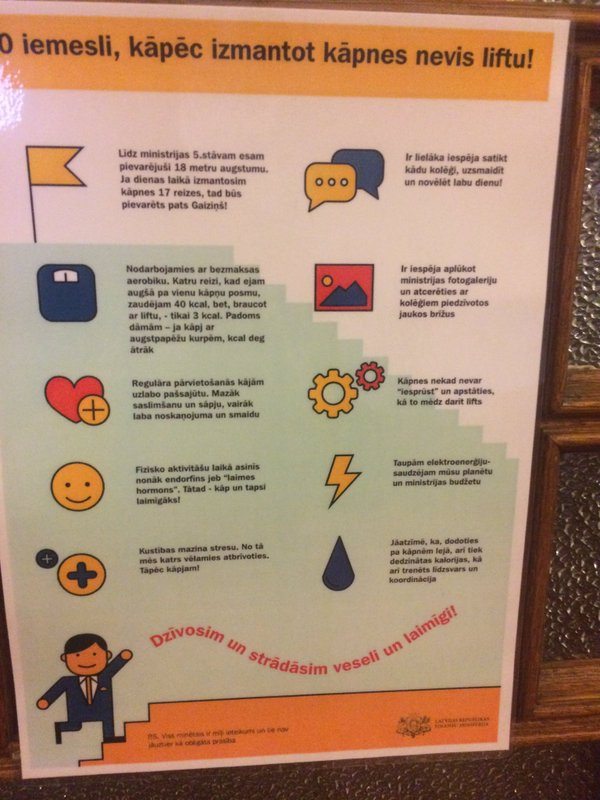 0 iemesli, kāpēc izmantot kāpnes nevis liftu!
Līdz ministrijas 5.stāvam esam
pievarējuši 18 metru augstumu.
Ja dienas laikā izmantosim
kāpnes 17 reizes, tad būs
pievarēts pats Gaiziņš!
Ir lielāka iespēja satikt
kādu kolēģi, uzsmaidīt
un novēlēt labu dienu!
Nodarbojamies ar bezmaksas
aerobiku. Katru reizi, kad ejam
augšā pa vienu kāpņu posmu,
zaudējam 40 kcal, bet, braucot
ar liftu, - tikai 3 kcal. Padoms
dāmām – ja kāpj ar
augstpapēžu kurpēm, kcal deg
ātrāk
Ir iespēja aplūkot
ministrijas fotogaleriju
un atcerēties ar
kolēģiem piedzīvotos
jaukos brīžus
Regulāra pārvietošanās kājām
uzlabo pašsajūtu. Mazāk
saslimšanu un sāpju, vairāk
laba noskaņojuma un smaidu
Kāpnes nekad nevar
"iesprūst" un apstāties,
kā to mēdz darīt lifts
Fizisko aktivitāšu laikā asinīs
nonāk endorfīns jeb "laimes
hormons". Tātad - kāp un tapsi
laimīgāks!
Taupām elektroenerģiju-
saudzējam mūsu planētu
un ministrijas budžetu
Kustības mazina stresu. No tā
mēs katrs vēlamies atbrīvoties.
Tāpēc kāpjam!
Jāatzīmē, ka, dodoties
pa kāpnēm lejā, arī tiek
dedzinātas kalorijas, kā
arī trenēts līdzsvars un
koordinācija
Dzīvosim un strādāsim veseli un laimīgi!
PS. Viss minētais ir mīļi ieteikumi un tie nav
jāuztver kā obligāta prasība
LATVIJAS REPUBLIKAS
FINANŠU MINISTRIJA